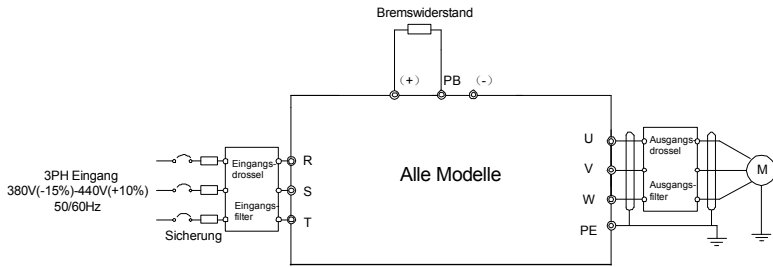 Bremswiderstand
(+)
PB
(-)
3PH Eingang
380V(-15%)-440V(+10%)
50/60Hz
Sicherung
Eingangs-
drossel
Eingangs-
filter
R
S
T
Alle Modelle
U
V
W
PE
Ausgangs-
drossel
Ausgangs-
filter
M